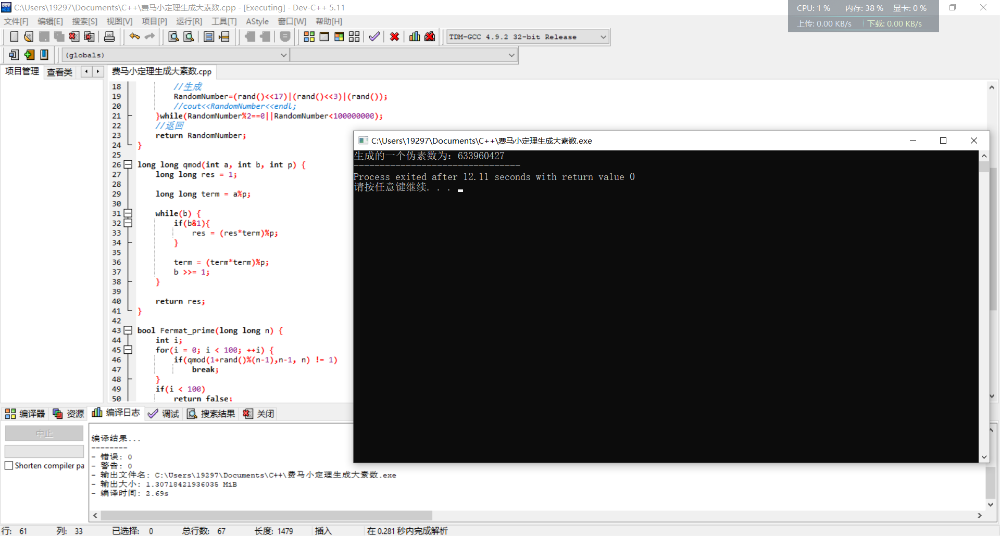 C:\Users\19297\Documents\C++\费马小定理生成大素数.cpp - [Executing] - Dev-C++ 5.11
CPU: 1 % 内存: 38 % 显卡: 0 %
上传: 0.00 KB/s 下载: 0.00 KB/s
文件[F] 编辑[E] 搜索[S] 视图[V] 项目[P] 运行[R] 工具[T] AStyle 窗口[W] 帮助[H]
TDM-GCC 4.9.2 32-bit Release
(globals)
项目管理 查看类
费马小定理生成大素数.cpp
18 //生成
19 RandomNumber=(rand()<<17)|(rand()<<3)|(rand());
20 //cout<<RandomNumber<<endl;
21 }while(RandomNumber%2==0||RandomNumber<100000000);
22 //返回
23 return RandomNumber;
24 }
25
26 long long qmod(int a, int b, int p) {
27 long long res = 1;
28
29 long long term = a%p;
30
31 while(b) {
32 if(b&1){
33 res = (res*term)%p;
34 }
35
36 term = (term*term)%p;
37 b >>= 1;
38 }
39
40 return res;
41 }
42
43 bool Fermat_prime(long long n) {
44 int i;
45 for(i = 0; i < 100; ++i) {
46 if(qmod(1+rand()%(n-1),n-1, n) != 1)
47 break;
48 }
49 if(i < 100)
50 return false;
C:\Users\19297\Documents\C++\费马小定理生成大素数.exe
生成的一个伪素数为: 633960427
--------------------------------
Process exited after 12.11 seconds with return value 0
请按任意键继续. . .
编译器 资源 编译日志 调试 搜索结果 关闭
中止
Shorten compiler pa
编译结果...
--------
- 错误: 0
- 警告: 0
- 输出文件名: C:\Users\19297\Documents\C++\费马小定理生成大素数.exe
- 输出大小: 1.30718421936035 MiB
- 编译时间: 2.69s
行: 61 列: 33 已选择: 0 总行数: 67 长度: 1479 插入 在 0.281 秒内完成解析